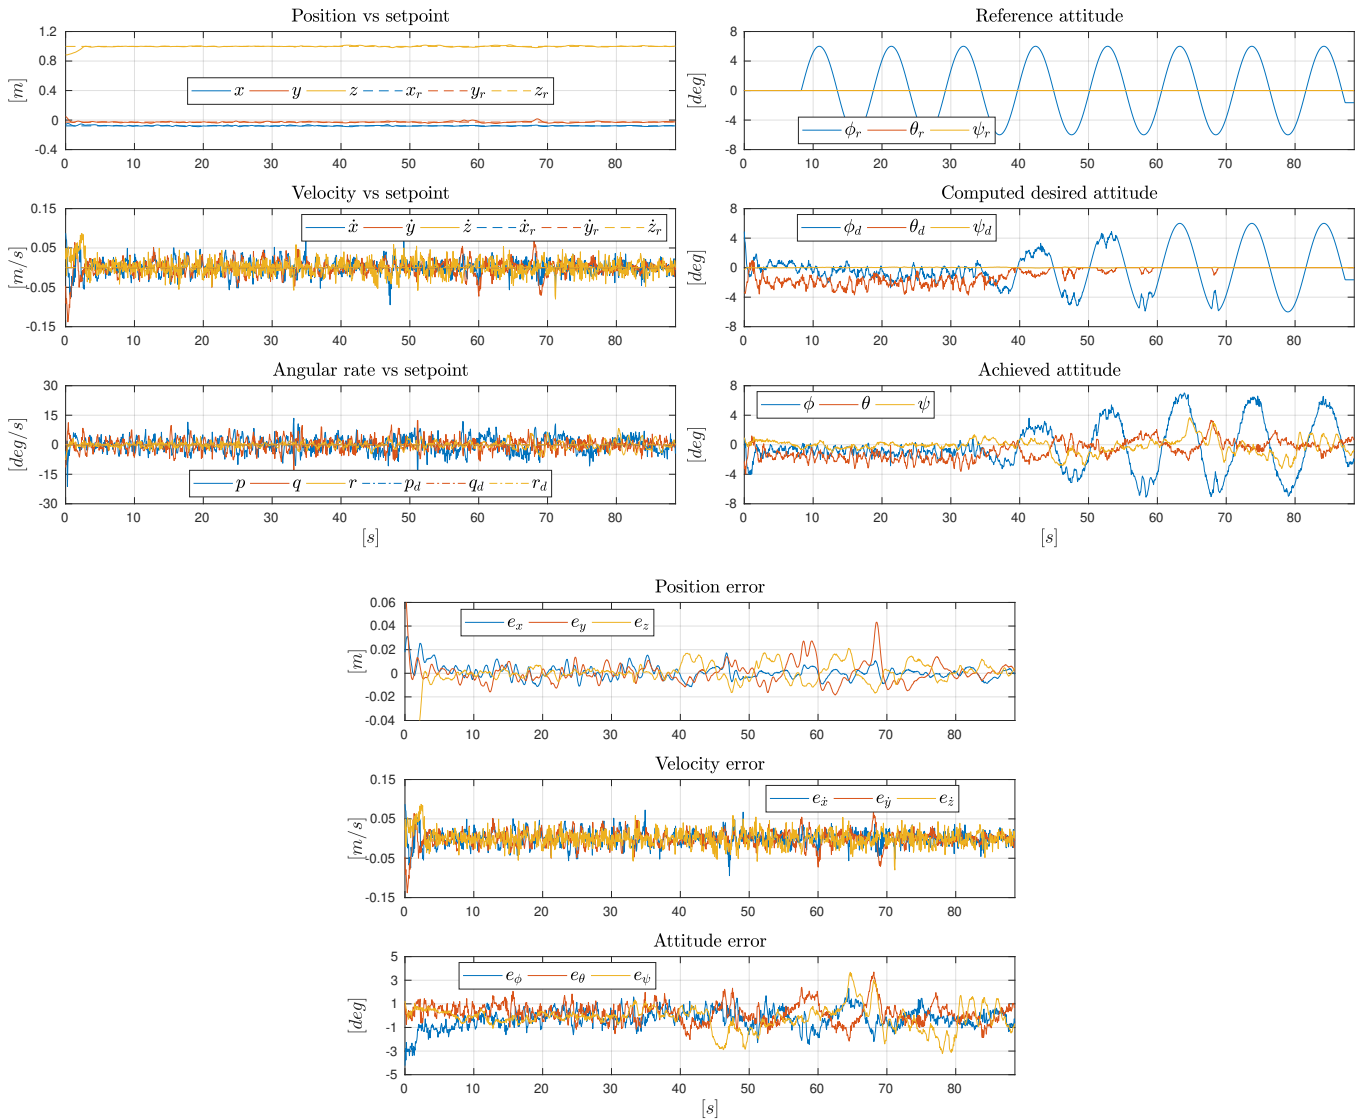 Position vs setpoint
1.2
0.8
0.4
0
-0.4
[m]
x y z x_r y_r z_r
0 10 20 30 40 50 60 70 80
Reference attitude
8
4
0
-4
-8
[deg]
ϕ_r θ_r ψ_r
0 10 20 30 40 50 60 70 80
Velocity vs setpoint
0.15
0.05
-0.05
-0.15
[m/s]
ẋ ẏ ż ẋ_r ẏ_r ż_r
0 10 20 30 40 50 60 70 80
Computed desired attitude
8
4
0
-4
-8
[deg]
ϕ_d θ_d ψ_d
0 10 20 30 40 50 60 70 80
Angular rate vs setpoint
30
15
0
-15
-30
[deg/s]
p q r p_d q_d r_d
0 10 20 30 40 50 60 70 80
[s]
Achieved attitude
8
4
0
-4
-8
[deg]
ϕ θ ψ
0 10 20 30 40 50 60 70 80
[s]
Position error
0.06
0.04
0.02
0
-0.02
-0.04
[m]
e_x e_y e_z
0 10 20 30 40 50 60 70 80
Velocity error
0.15
0.05
-0.05
-0.15
[m/s]
e_ẋ e_ẏ e_ż
0 10 20 30 40 50 60 70 80
Attitude error
5
3
1
-1
-3
-5
[deg]
e_ϕ e_θ e_ψ
0 10 20 30 40 50 60 70 80
[s]